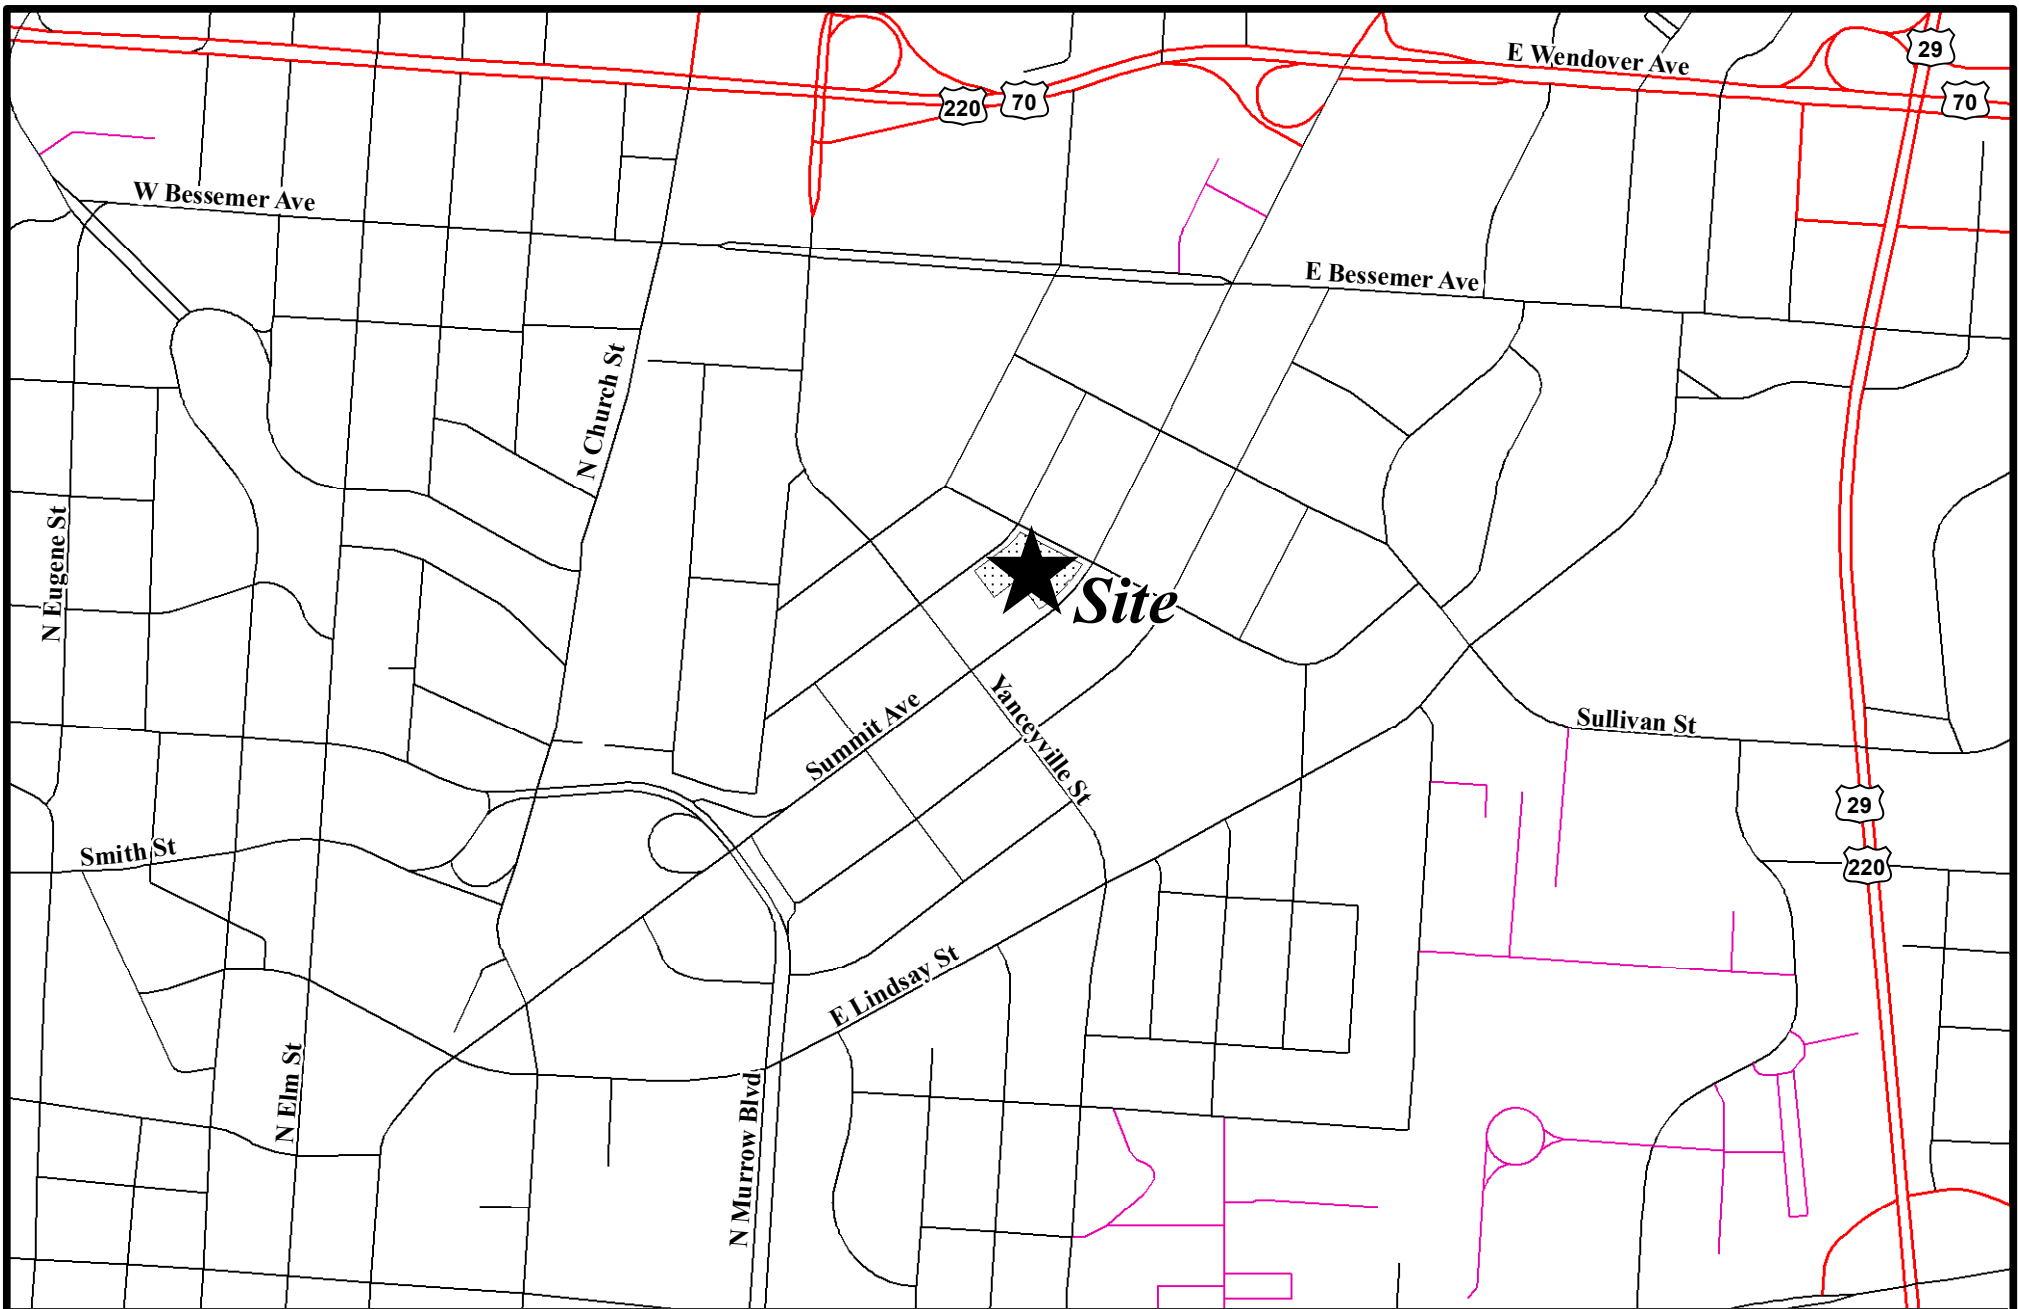 29
E Wendover Ave
220
70
70
W Bessemer Ave
E Bessemer Ave
N Church St
N Eugene St
Site
Summit Ave
Yanceyville St
Sullivan St
29
Smith St
220
E Lindsay St
N Elm St
N Murrow Blvd